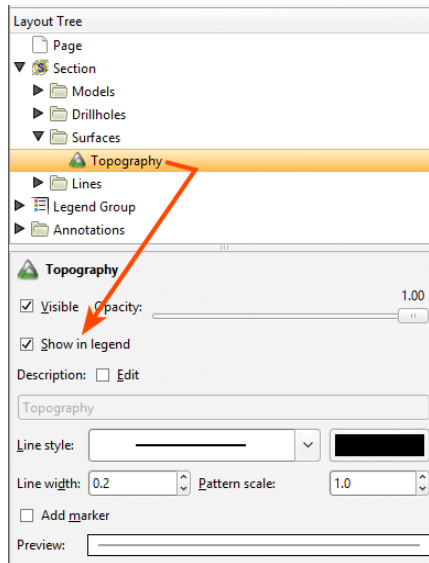 Layout Tree
Page
Section
Models
Drillholes
Surfaces
Topography
Lines
Legend Group
Annotations
Topography
Visible Opacity: 1.00
Show in legend
Description: Edit
Topography
Line style:
Line width: 0.2 Pattern scale: 1.0
Add marker
Preview: